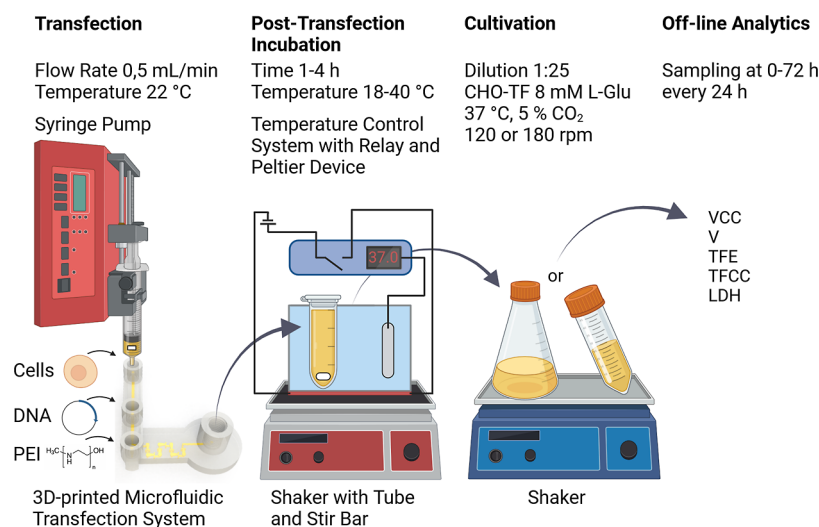 Transfection
Flow Rate 0,5 mL/min
Temperature 22 °C
Syringe Pump
Post-Transfection
Incubation
Time 1-4 h
Temperature 18-40 °C
Temperature Control
System with Relay and
Peltier Device
Cultivation
Dilution 1:25
CHO-TF 8 mM L-Glu
37 °C, 5 % CO₂
120 or 180 rpm
Off-line Analytics
Sampling at 0-72 h
every 24 h
37.0
or
VCC
V
TFE
TFCC
LDH
Cells
DNA
PEI
H₃C
N
H
OH
n
3D-printed Microfluidic
Transfection System
Shaker with Tube
and Stir Bar
Shaker